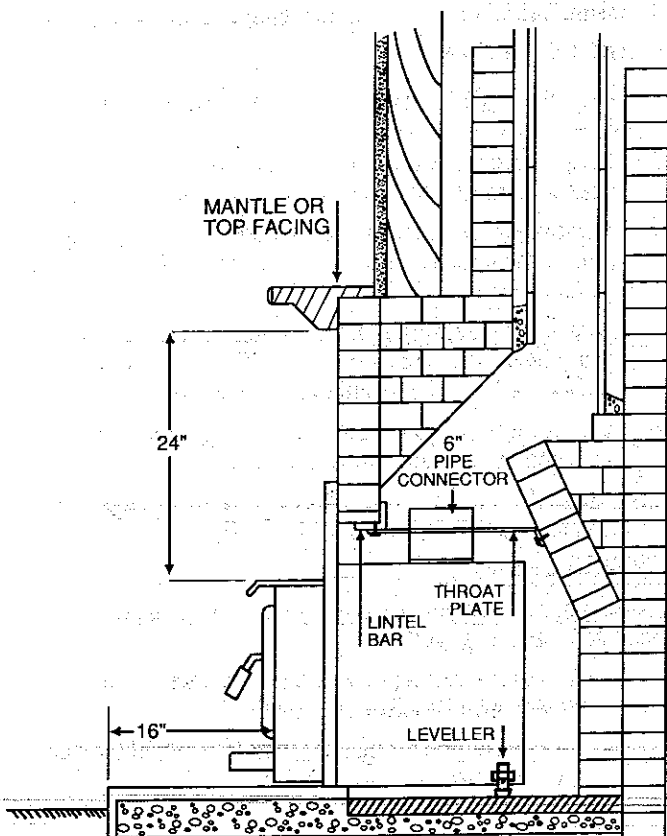 MANTLE OR
TOP FACING
24"
6"
PIPE
CONNECTOR
LINTEL
BAR
THROAT
PLATE
16"
LEVELLER